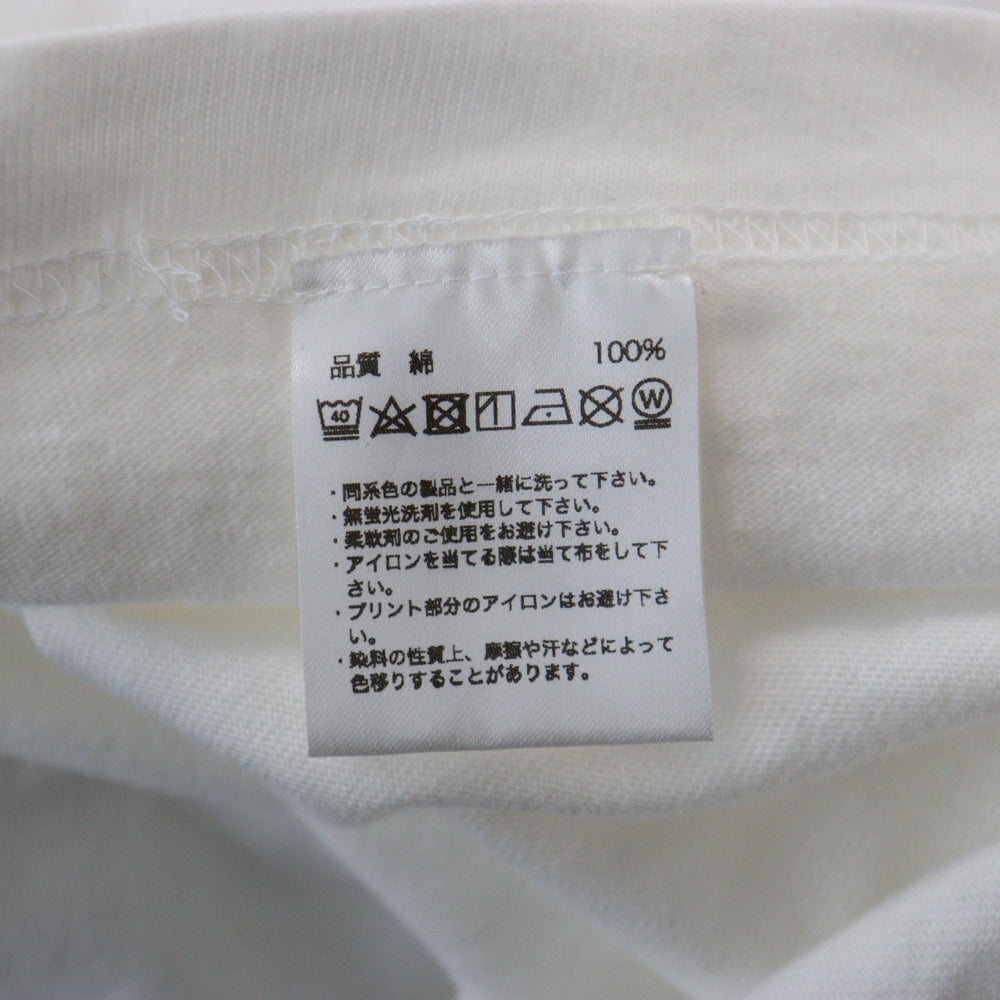 品質 綿 100%
40 W
・同系色の製品と一緒に洗って下さい。
・無蛍光洗剤を使用して下さい。
・柔軟剤のご使用をお避け下さい。
・アイロンを当てる際は当て布をして下
さい。
・プリント部分のアイロンはお避け下さ
い。
・染料の性質上、摩擦や汗などによって
色移りすることがあります。